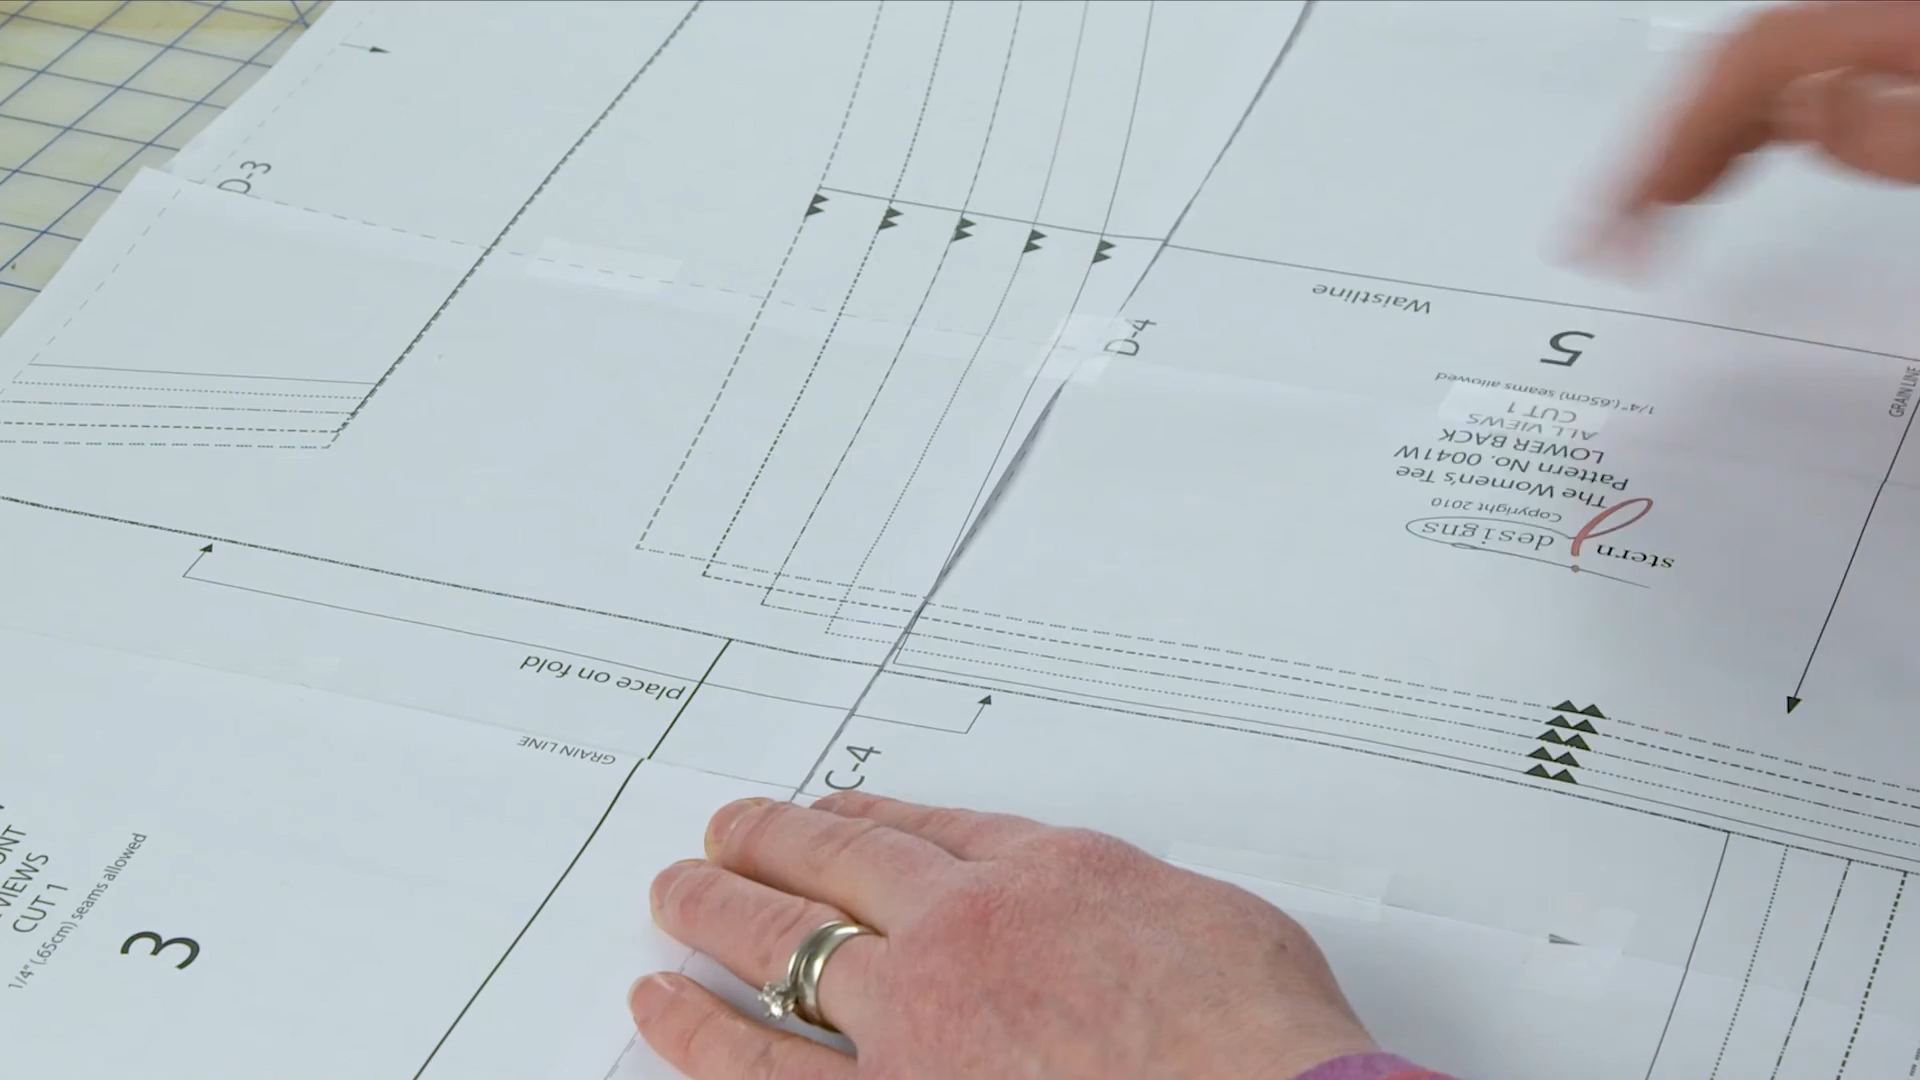 D-3
D-4
C-4
Waistline
5
1/4"(.65cm) seams allowed
CUT 1
ALL VIEWS
LOWER BACK
Pattern No. 0041W
The Women's Tee
Copyright 2010
J stern
designs
GRAIN LINE
place on fold
GRAIN LINE
VIEWS
CUT 1
1/4"(.65cm) seams allowed
3